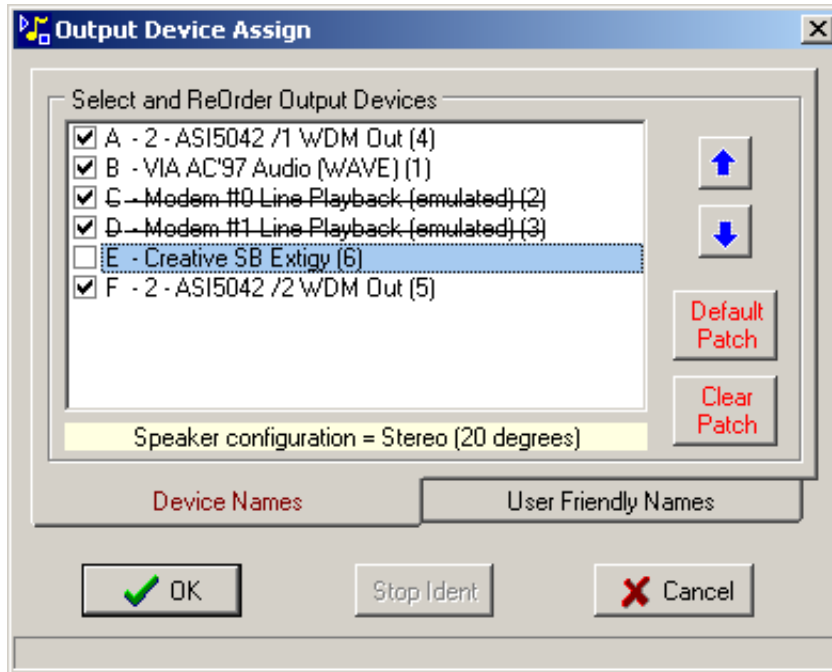 Output Device Assign
Select and ReOrder Output Devices
A - 2 - ASI5042 /1 WDM Out (4)
B - VIA AC'97 Audio (WAVE) (1)
C - Modem #0 Line Playback (emulated) (2)
D - Modem #1 Line Playback (emulated) (3)
E - Creative SB Extigy (6)
F - 2 - ASI5042 /2 WDM Out (5)
Default
Patch
Clear
Patch
Speaker configuration = Stereo (20 degrees)
Device Names
User Friendly Names
OK
Stop Ident
Cancel